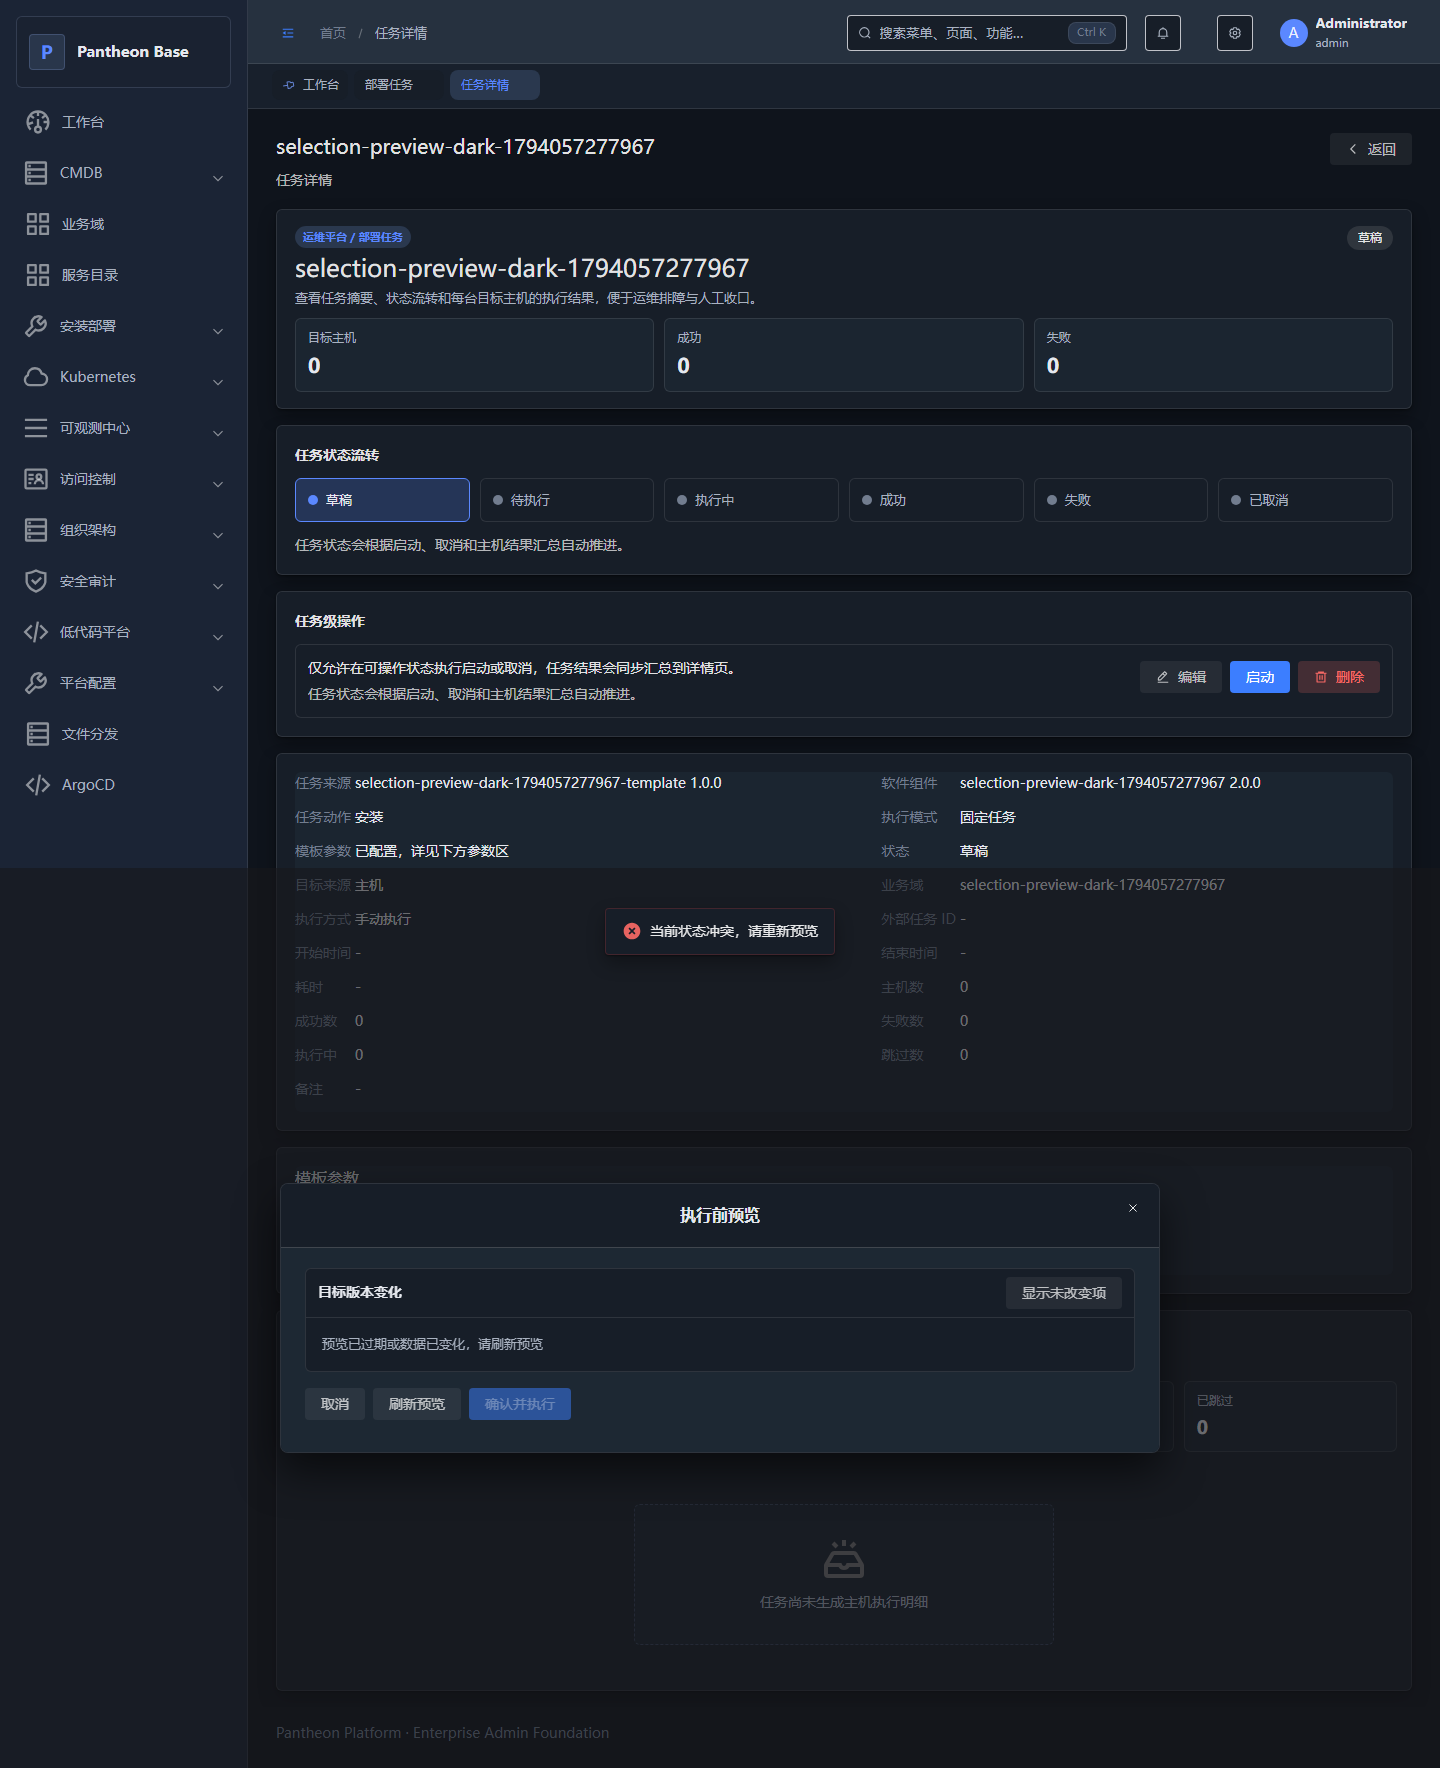 P Pantheon Base
工作台
CMDB
业务域
服务目录
安装部署
Kubernetes
可观测中心
访问控制
组织架构
安全审计
低代码平台
平台配置
文件分发
ArgoCD
首页 / 任务详情
搜索菜单、页面、功能... Ctrl K
A Administrator
admin
工作台 部署任务 任务详情
selection-preview-dark-1794057277967
返回
任务详情
运维平台 / 部署任务
草稿
selection-preview-dark-1794057277967
查看任务摘要、状态流转和每台目标主机的执行结果，便于运维排障与人工收口。
目标主机
0
成功
0
失败
0
任务状态流转
草稿 待执行 执行中 成功 失败 已取消
任务状态会根据启动、取消和主机结果汇总自动推进。
任务级操作
仅允许在可操作状态执行启动或取消，任务结果会同步汇总到详情页。
任务状态会根据启动、取消和主机结果汇总自动推进。
编辑 启动 删除
任务来源 selection-preview-dark-1794057277967-template 1.0.0
软件组件 selection-preview-dark-1794057277967 2.0.0
任务动作 安装
执行模式 固定任务
模板参数 已配置，详见下方参数区
状态 草稿
目标来源 主机
业务域 selection-preview-dark-1794057277967
执行方式 手动执行
外部任务 ID -
开始时间 -
结束时间 -
耗时 -
主机数 0
成功数 0
失败数 0
执行中 0
跳过数 0
备注 -
当前状态冲突，请重新预览
模板参数
执行前预览
目标版本变化
显示未改变项
预览已过期或数据已变化，请刷新预览
取消 刷新预览 确认并执行
已跳过
0
任务尚未生成主机执行明细
Pantheon Platform · Enterprise Admin Foundation